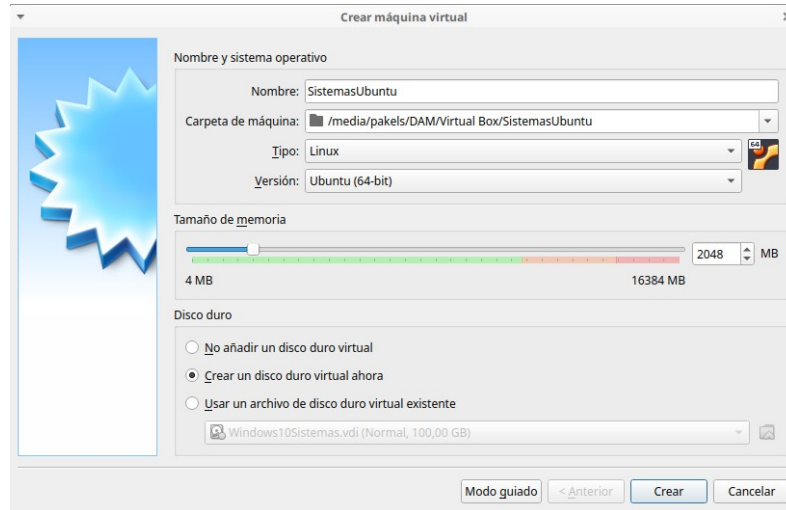 Crear máquina virtual
Nombre y sistema operativo
Nombre: SistemasUbuntu
Carpeta de máquina: /media/pakels/DAM/Virtual Box/SistemasUbuntu
Tipo: Linux
64
Versión: Ubuntu (64-bit)
Tamaño de memoria
2048 MB
4 MB 16384 MB
Disco duro
No añadir un disco duro virtual
Crear un disco duro virtual ahora
Usar un archivo de disco duro virtual existente
Windows10Sistemas.vdi (Normal, 100,00 GB)
Modo guiado < Anterior Crear Cancelar